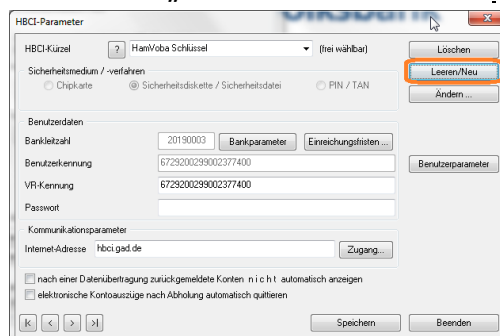 HBCI-Parameter
HBCI-Kürzel ? HamVoba Schlüssel (frei wählbar) Löschen
Sicherheitsmedium / -verfahren Leeren/Neu
Chipkarte Sicherheitsdiskette / Sicherheitsdatei PIN / TAN Ändern ...
Benutzerdaten
Bankleitzahl 20190003 Bankparameter Einreichungsfristen ...
Benutzerkennung 6729200299002377400 Benutzerparameter
VR-Kennung 6729200299002377400
Passwort
Kommunikationsparameter
Internet-Adresse hbci.gad.de Zugang...
nach einer Datenübertragung zurückgemeldete Konten n i c h t automatisch anzeigen
elektronische Kontoauszüge nach Abholung automatisch quittieren
Speichern Beenden